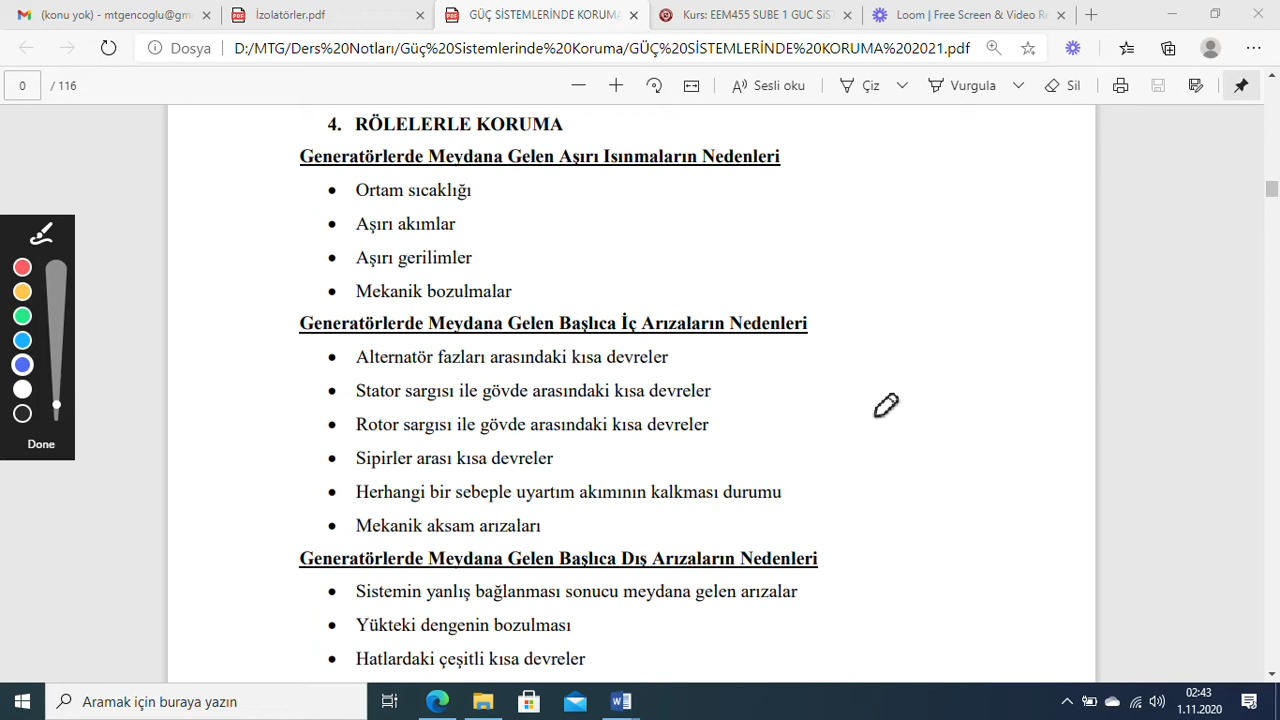 (konu yok) - mtgencoglu@gm
İzolatörler.pdf
GÜÇ SİSTEMLERİNDE KORUMA
Kurs: EEM455 SUBE 1 GUC SiS
Loom | Free Screen & Video Re
Dosya
D:/MTG/Ders%20Notları/Güç%20Sistemlerinde%20Koruma/GÜÇ%20SİSTEMLERİNDE%20KORUMA%202021.pdf
0 / 116
Sesli oku
Çiz
Vurgula
Sil
4. RÖLELERLE KORUMA
Generatörlerde Meydana Gelen Aşırı Isınmaların Nedenleri
• Ortam sıcaklığı
• Aşırı akımlar
• Aşırı gerilimler
• Mekanik bozulmalar
Generatörlerde Meydana Gelen Başlıca İç Arızaların Nedenleri
• Alternatör fazları arasındaki kısa devreler
• Stator sargısı ile gövde arasındaki kısa devreler
• Rotor sargısı ile gövde arasındaki kısa devreler
• Sipirler arası kısa devreler
• Herhangi bir sebeple uyartım akımının kalkması durumu
• Mekanik aksam arızaları
Generatörlerde Meydana Gelen Başlıca Dış Arızaların Nedenleri
• Sistemin yanlış bağlanması sonucu meydana gelen arızalar
• Yükteki dengenin bozulması
• Hatlardaki çeşitli kısa devreler
Done
Aramak için buraya yazın
02:43
1.11.2020